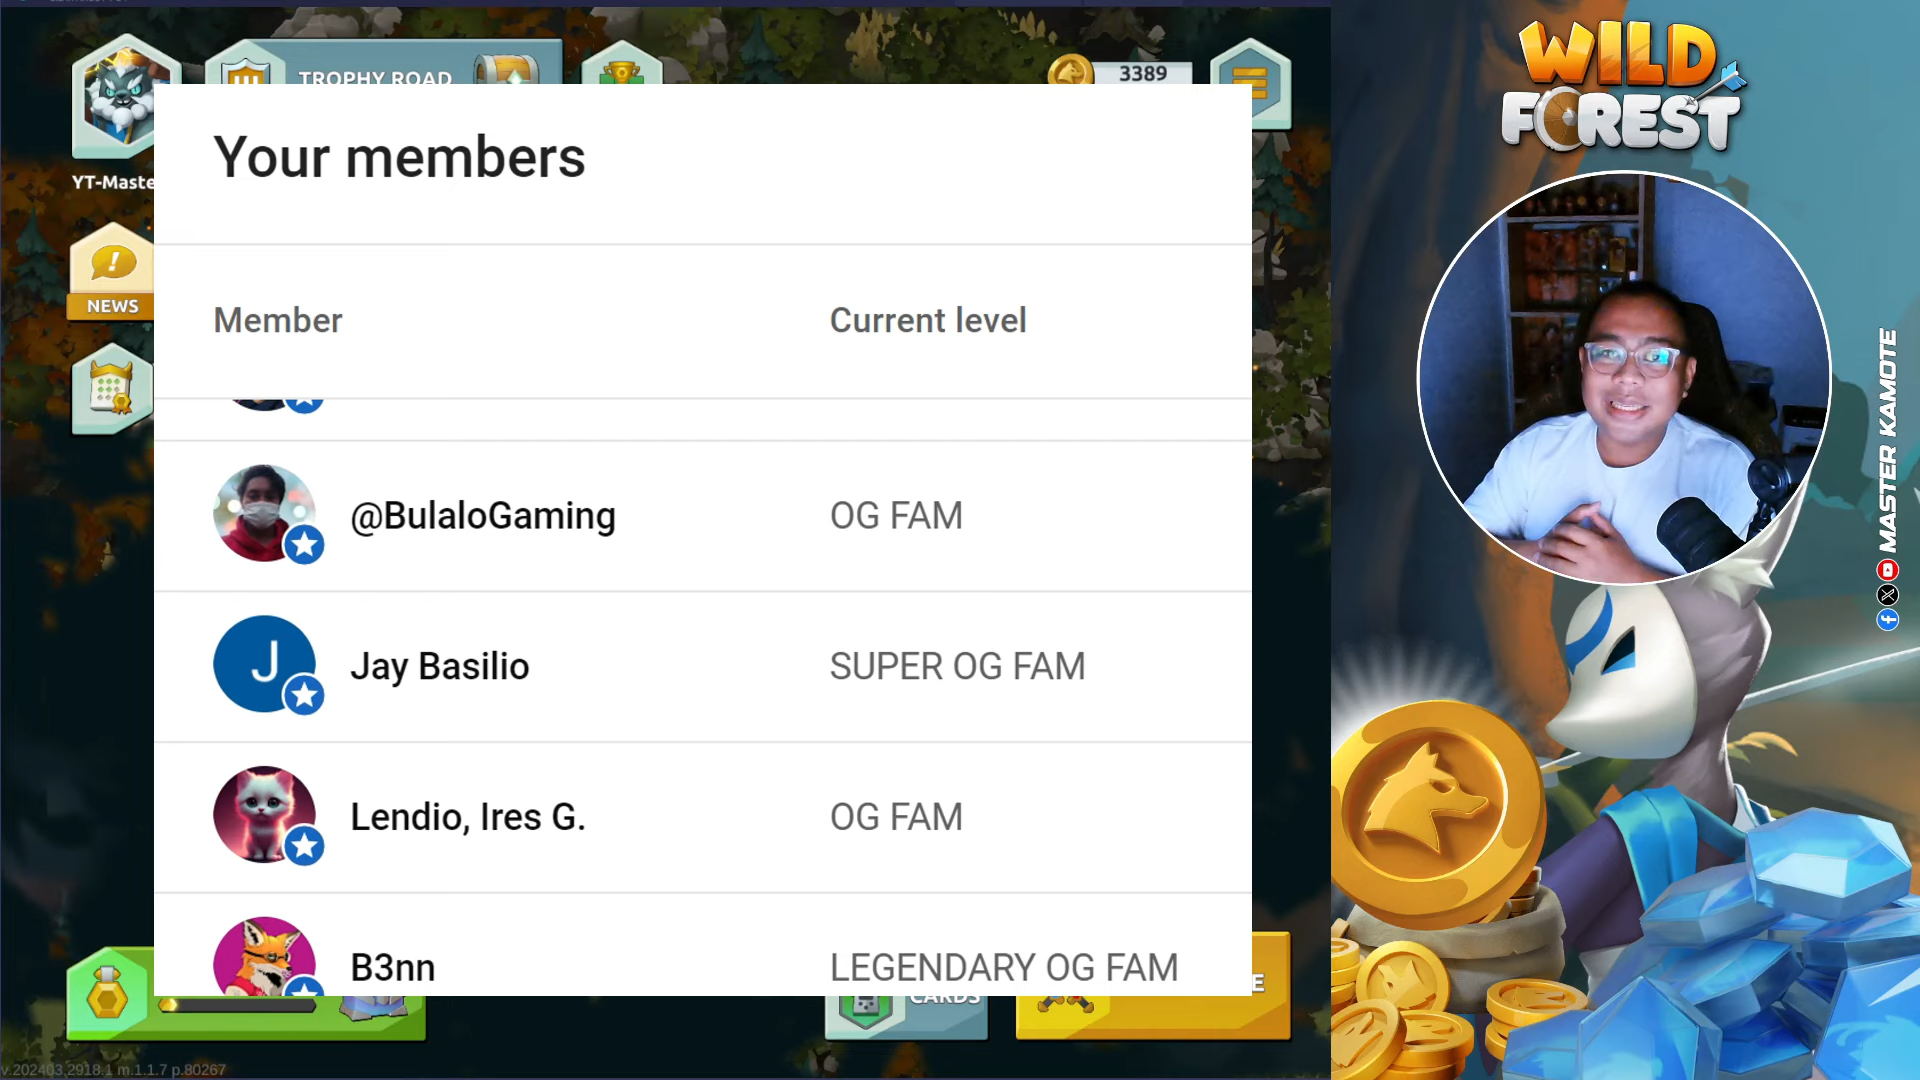 TROPHY ROAD
3389
YT-Maste
NEWS
Your members
Member
Current level
@BulaloGaming
OG FAM
Jay Basilio
SUPER OG FAM
J
Lendio, Ires G.
OG FAM
B3nn
LEGENDARY OG FAM
CARDS
E
v.202403.2918.1 m.1.1.7 p.80267
WILD
FOREST
MASTER KAMOTE